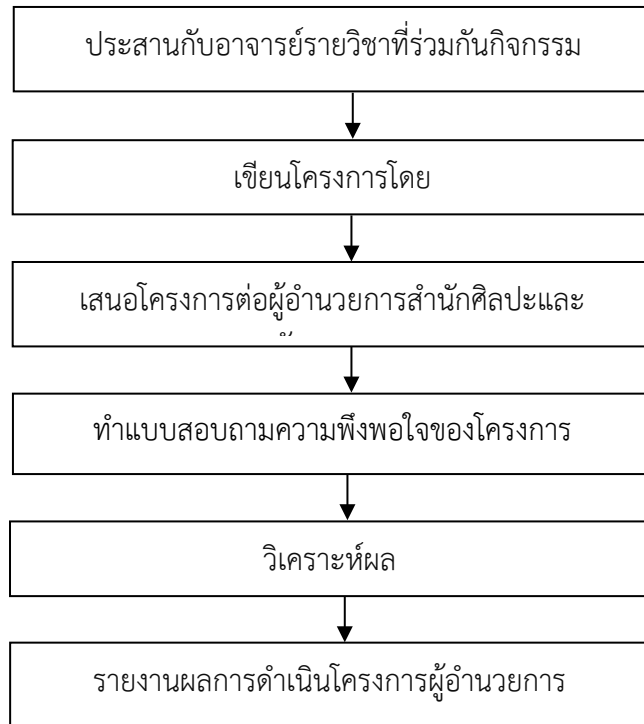 ประสานกับอาจารย์รายวิชาที่ร่วมกันกิจกรรม
เขียนโครงการโดย
เสนอโครงการต่อผู้อำนวยการสำนักศิลปะและ
ทำแบบสอบถามความพึงพอใจของโครงการ
วิเคราะห์ผล
รายงานผลการดำเนินโครงการผู้อำนวยการ